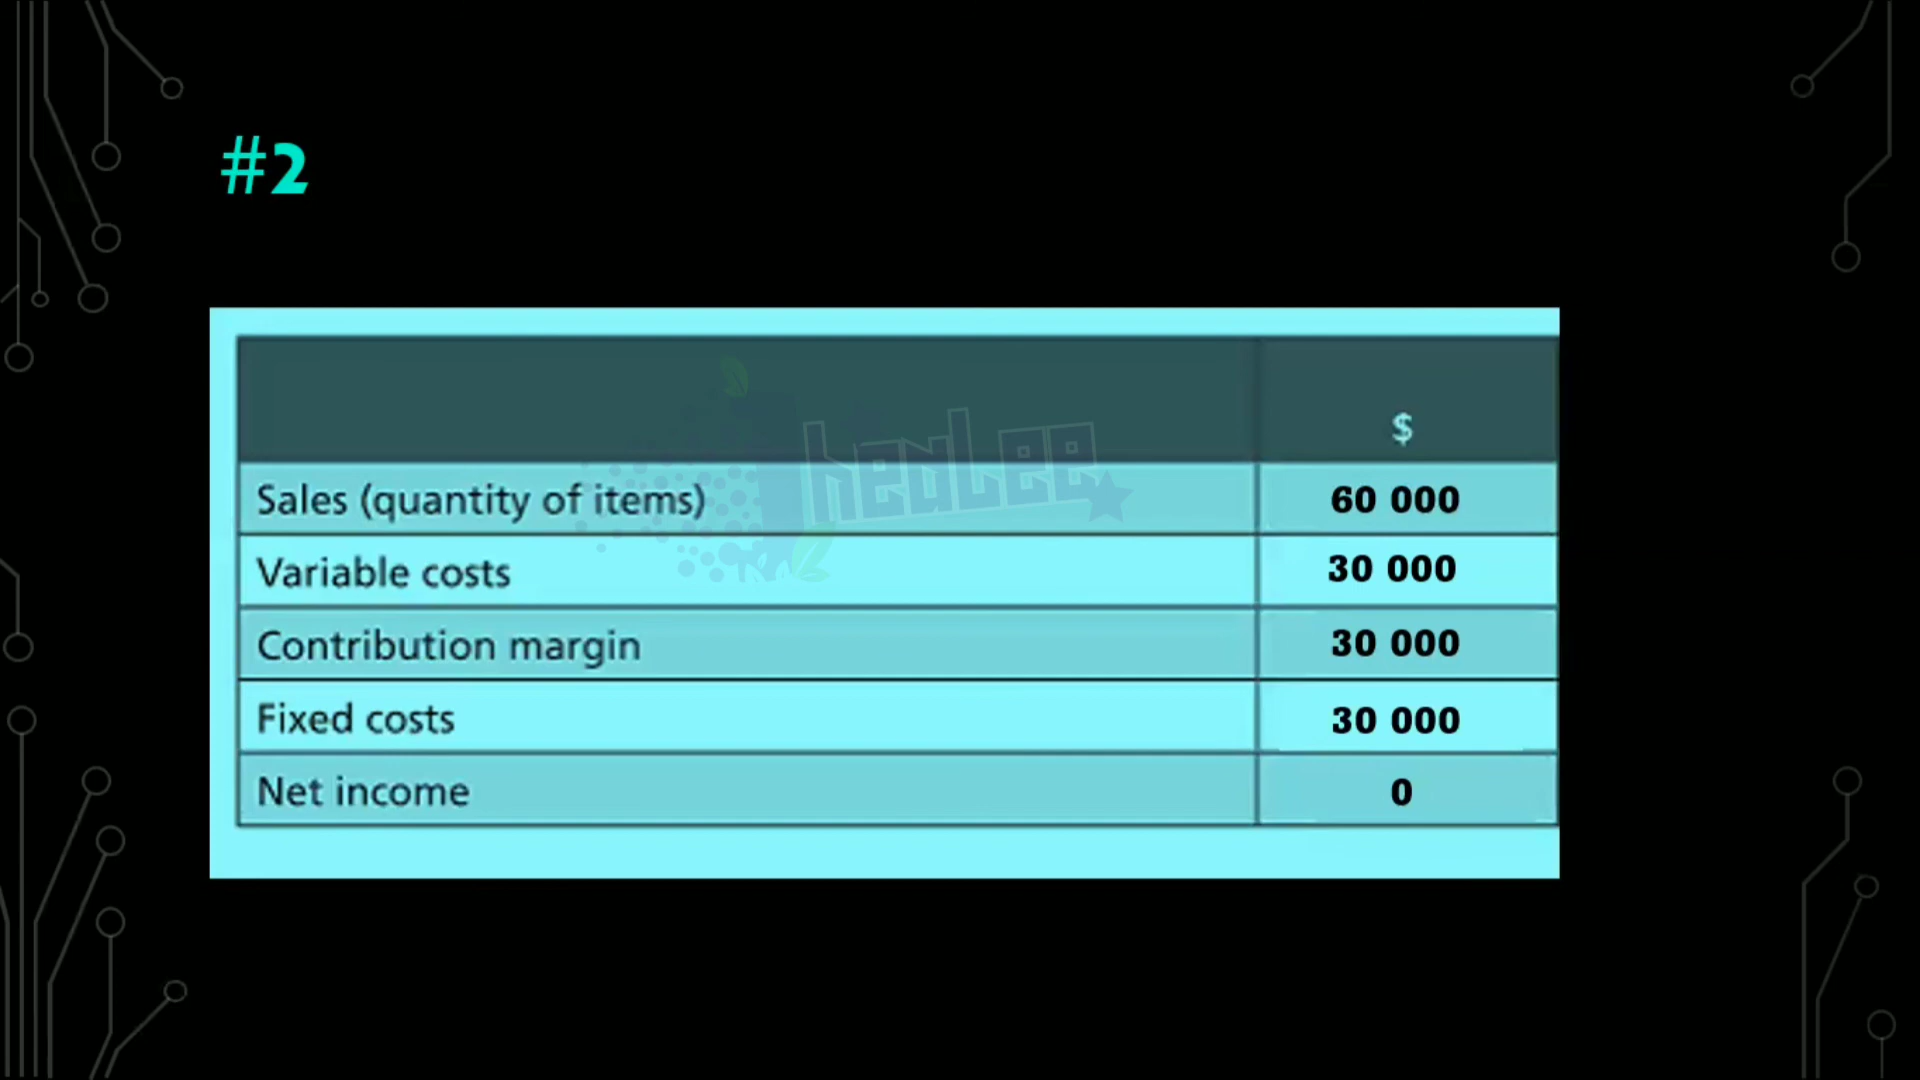 #2
$
Sales (quantity of items) 60 000
Variable costs 30 000
Contribution margin 30 000
Fixed costs 30 000
Net income 0
hedLee